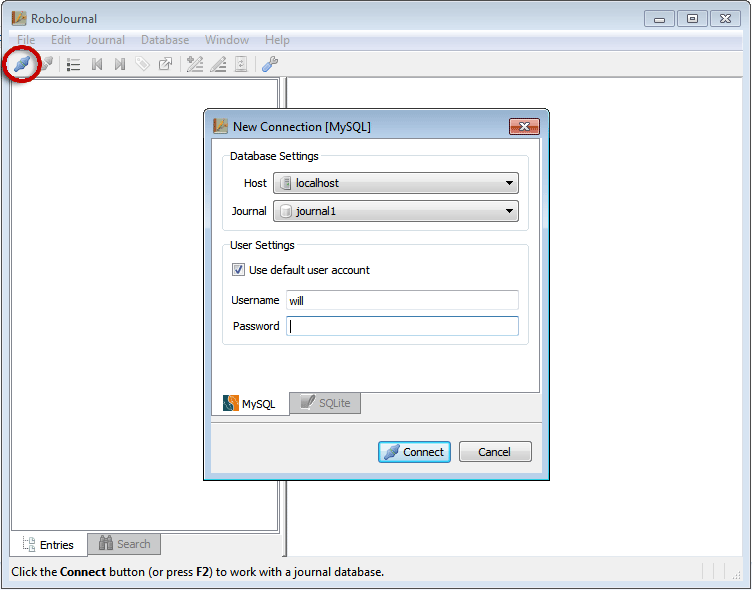 RoboJournal
File Edit Journal Database Window Help
New Connection [MySQL]
Database Settings
Host localhost
Journal journal1
User Settings
Use default user account
Username will
Password
MySQL SQLite
Connect Cancel
Entries Search
Click the Connect button (or press F2) to work with a journal database.